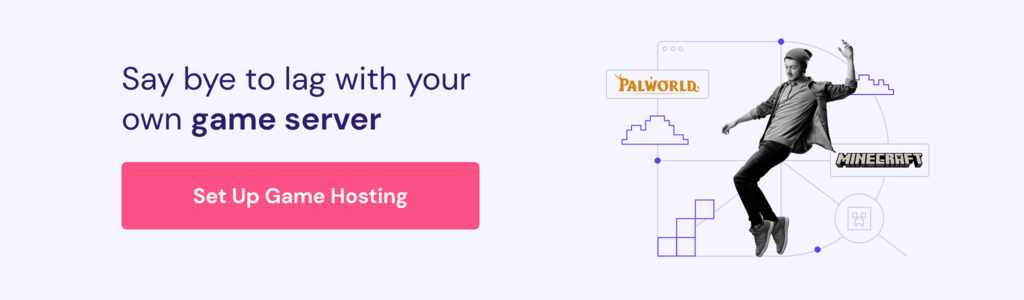 Say bye to lag with your
own game server
Set Up Game Hosting
PALWORLD
MINECRAFT